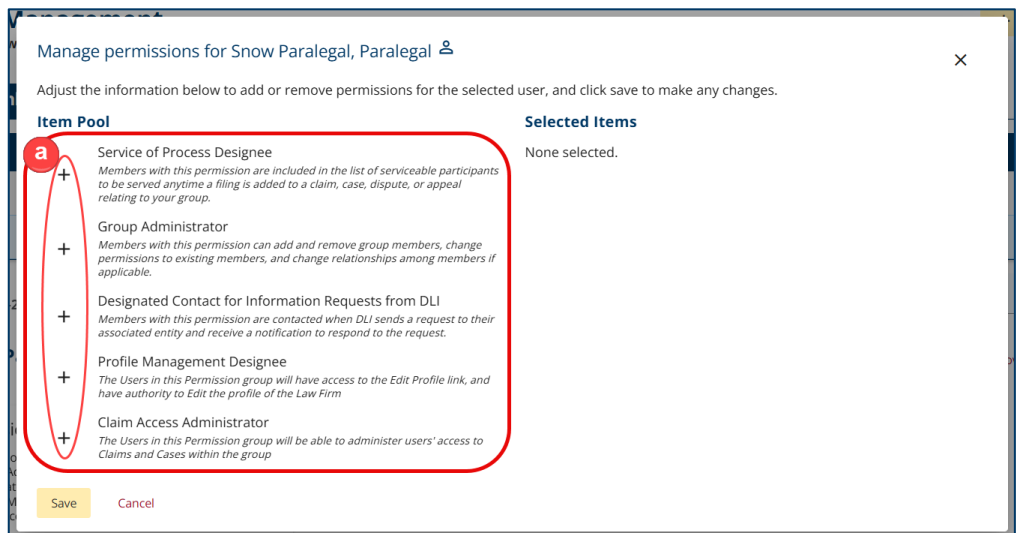 Management
Manage permissions for Snow Paralegal, Paralegal
Adjust the information below to add or remove permissions for the selected user, and click save to make any changes.
Item Pool
Selected Items
a
Service of Process Designee
None selected.
Members with this permission are included in the list of serviceable participants
to be served anytime a filing is added to a claim, case, dispute, or appeal
relating to your group.
Group Administrator
Members with this permission can add and remove group members, change
permissions to existing members, and change relationships among members if
applicable.
Designated Contact for Information Requests from DLI
Members with this permission are contacted when DLI sends a request to their
associated entity and receive a notification to respond to the request.
Profile Management Designee
The Users in this Permission group will have access to the Edit Profile link, and
have authority to Edit the profile of the Law Firm
Claim Access Administrator
The Users in this Permission group will be able to administer users' access to
Claims and Cases within the group
Save
Cancel